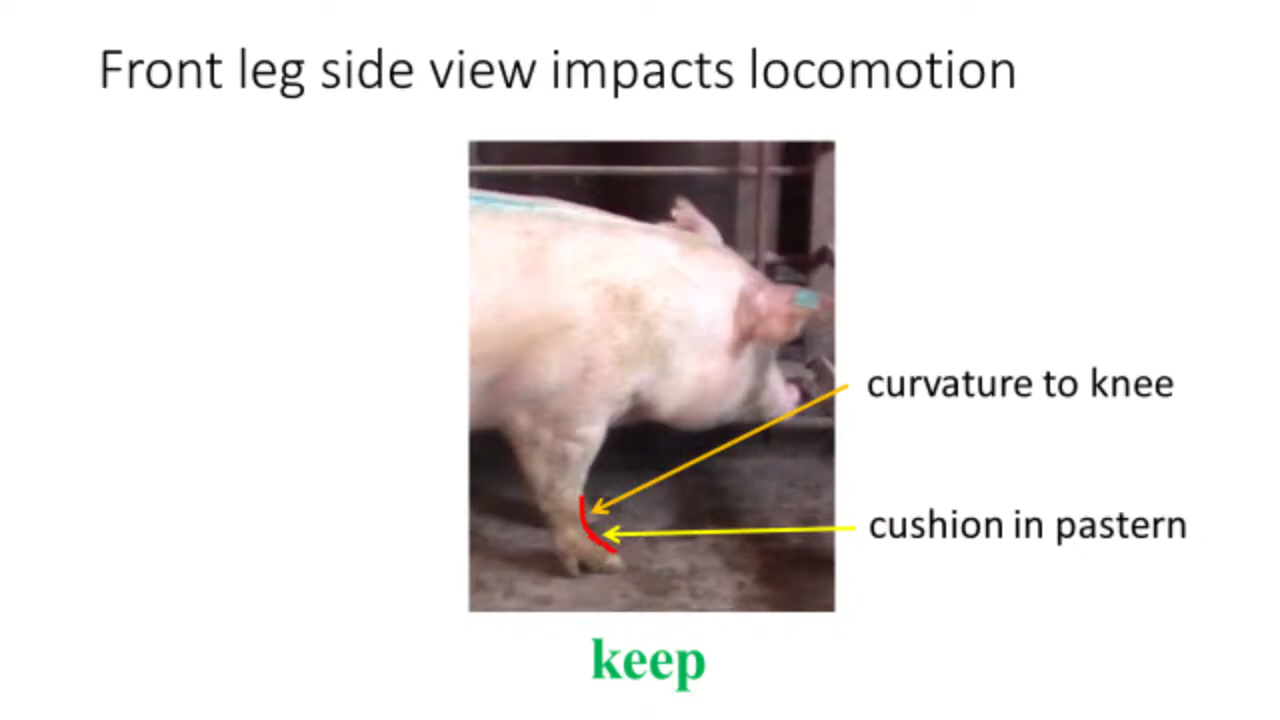 Front leg side view impacts locomotion
curvature to knee
cushion in pastern
keep